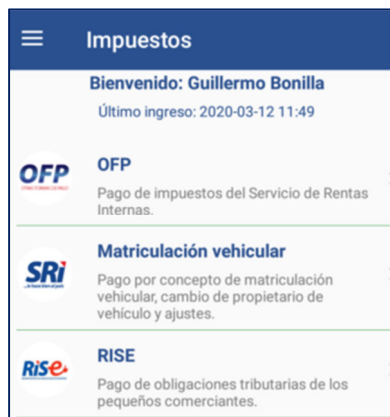 Impuestos
Bienvenido: Guillermo Bonilla
Último ingreso: 2020-03-12 11:49
OFP
OFP
Pago de impuestos del Servicio de Rentas
Internas.
Matriculación vehicular
SRi
Pago por concepto de matriculación
vehicular, cambio de propietario de
vehículo y ajustes.
RISE
RiSe
Pago de obligaciones tributarias de los
pequeños comerciantes.